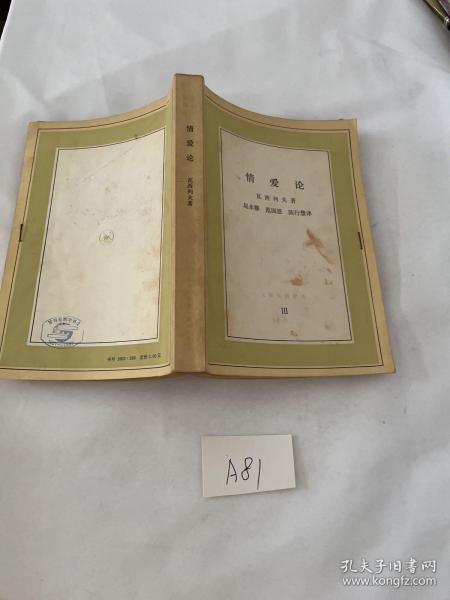 情爱论
瓦西列夫著
情 爱 论
瓦西列夫著
赵永穆 范国恩 陈行慧译
III
A81
孔夫子旧书网
www.kongfz.com